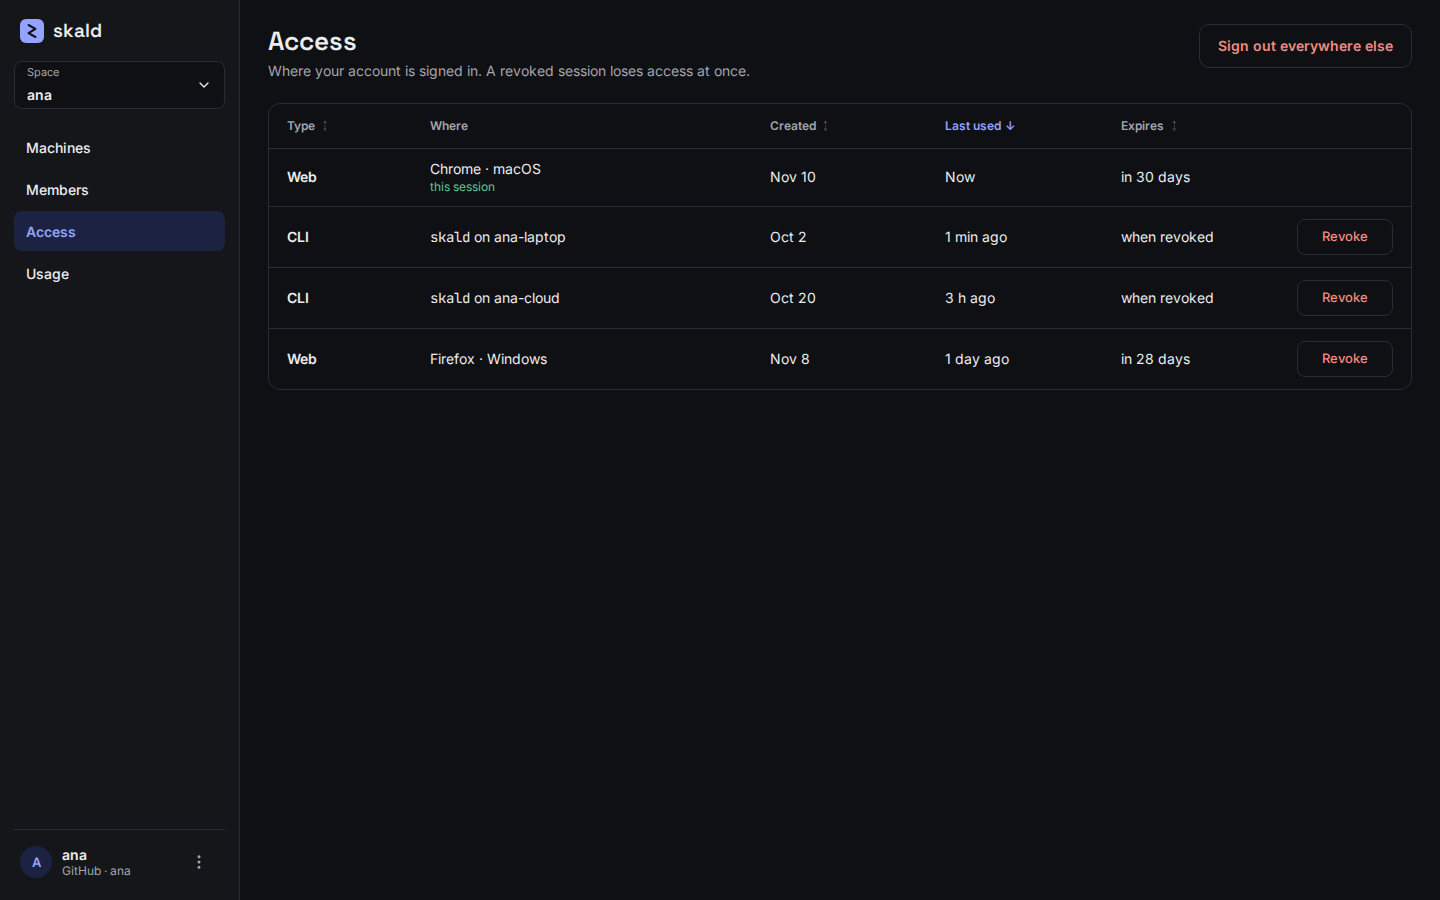 skald
Space
ana
Machines
Members
Access
Usage
ana
GitHub · ana
A
Access
Where your account is signed in. A revoked session loses access at once.
Sign out everywhere else
Type Where Created Last used Expires
Web Chrome · macOS this session Nov 10 Now in 30 days
CLI skald on ana-laptop Oct 2 1 min ago when revoked Revoke
CLI skald on ana-cloud Oct 20 3 h ago when revoked Revoke
Web Firefox · Windows Nov 8 1 day ago in 28 days Revoke